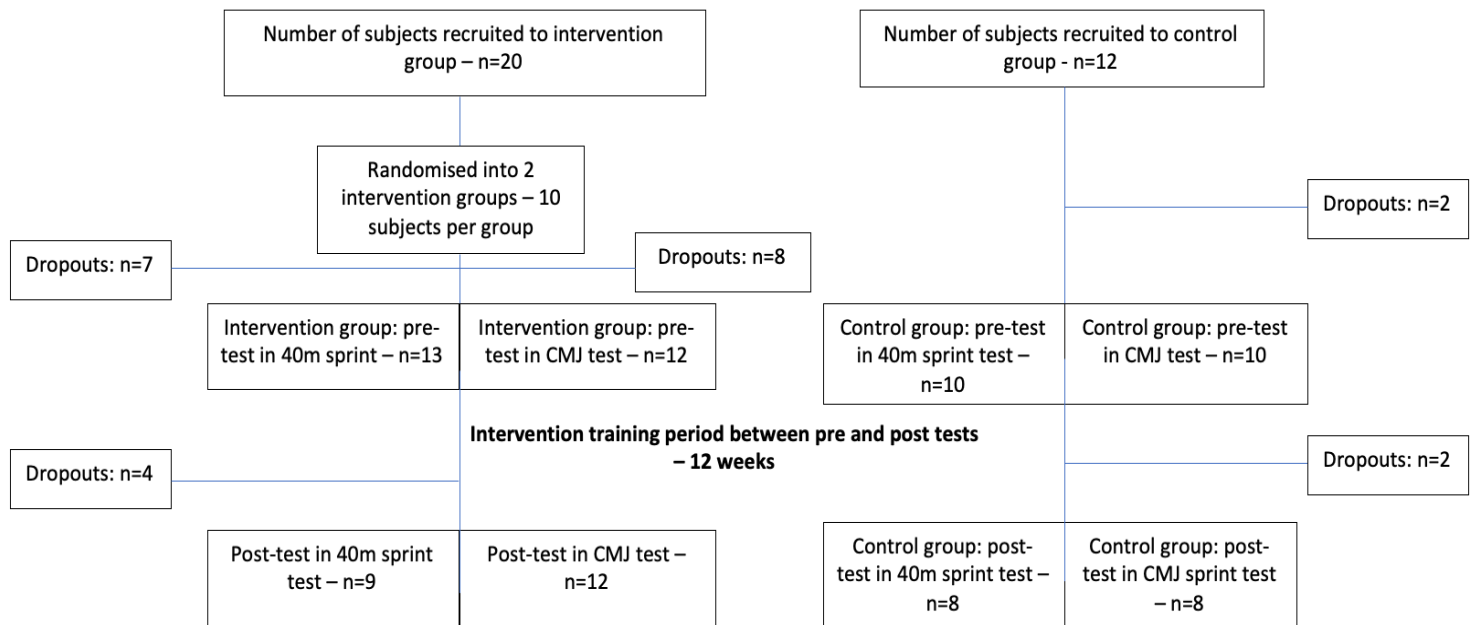 Number of subjects recruited to intervention
group – n=20
Number of subjects recruited to control
group - n=12
Randomised into 2
intervention groups – 10
subjects per group
Dropouts: n=2
Dropouts: n=7
Dropouts: n=8
Intervention group: pre-
test in 40m sprint – n=13
Intervention group: pre-
test in CMJ test – n=12
Control group: pre-test
in 40m sprint test –
n=10
Control group: pre-test
in CMJ test – n=10
Intervention training period between pre and post tests
– 12 weeks
Dropouts: n=4
Dropouts: n=2
Post-test in 40m sprint
test – n=9
Post-test in CMJ test –
n=12
Control group: post-
test in 40m sprint test –
n=8
Control group: post-
test in CMJ sprint test
– n=8